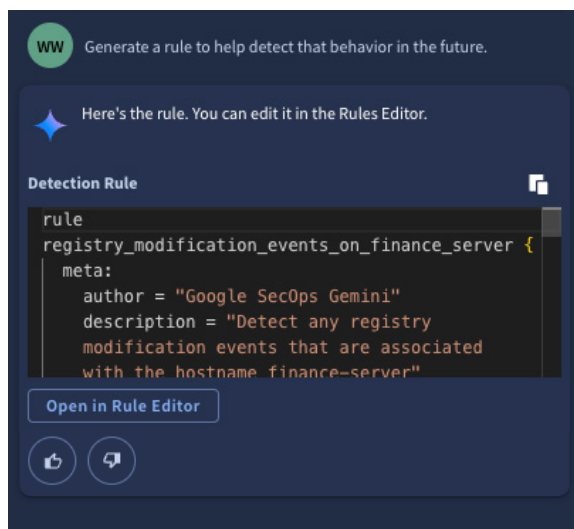 WW
Generate a rule to help detect that behavior in the future.
Here's the rule. You can edit it in the Rules Editor.
Detection Rule
rule
registry_modification_events_on_finance_server {
meta:
author = "Google SecOps Gemini"
description = "Detect any registry
modification events that are associated
with the hostname finance-server"
Open in Rule Editor